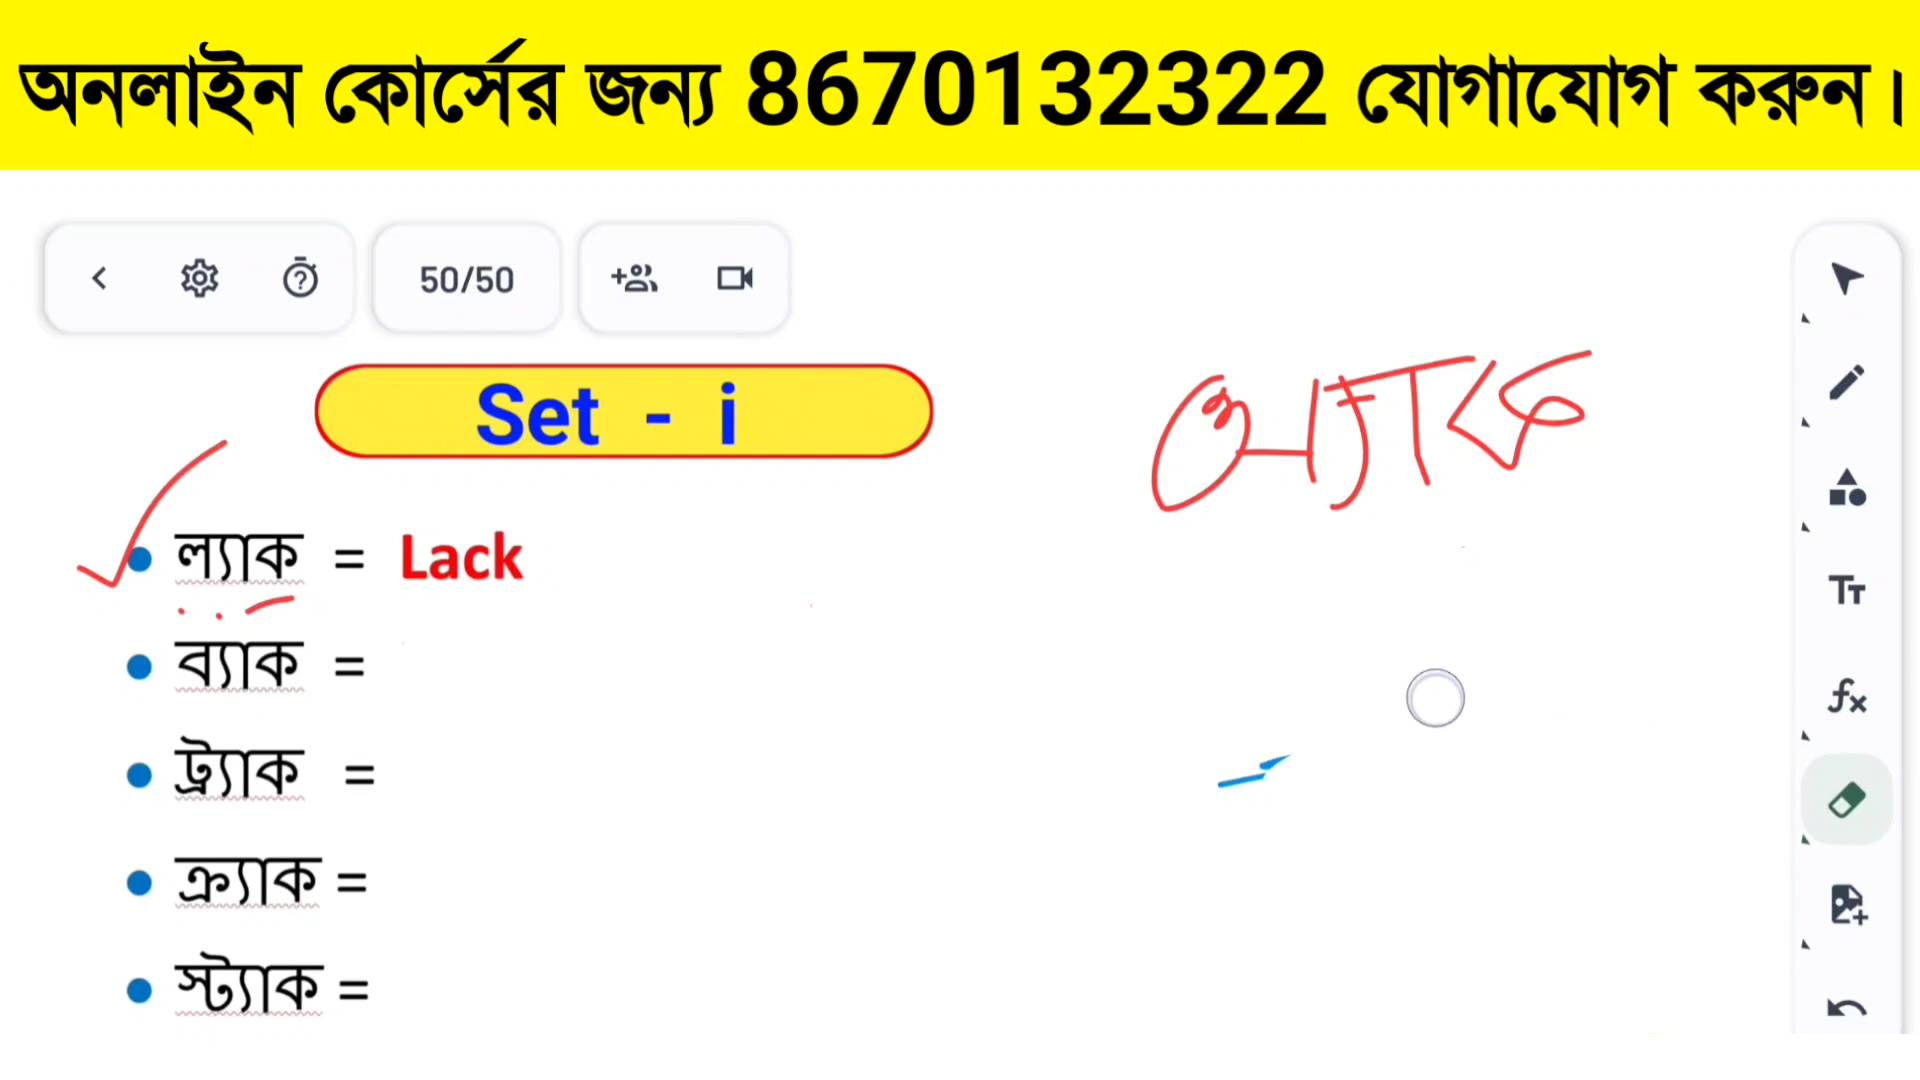 অনলাইন কোর্সের জন্য 8670132322 যোগাযোগ করুন।
50/50
Set - i
ল্যাক = Lack
ব্যাক =
ট্র্যাক =
ক্র্যাক =
স্ট্যাক =